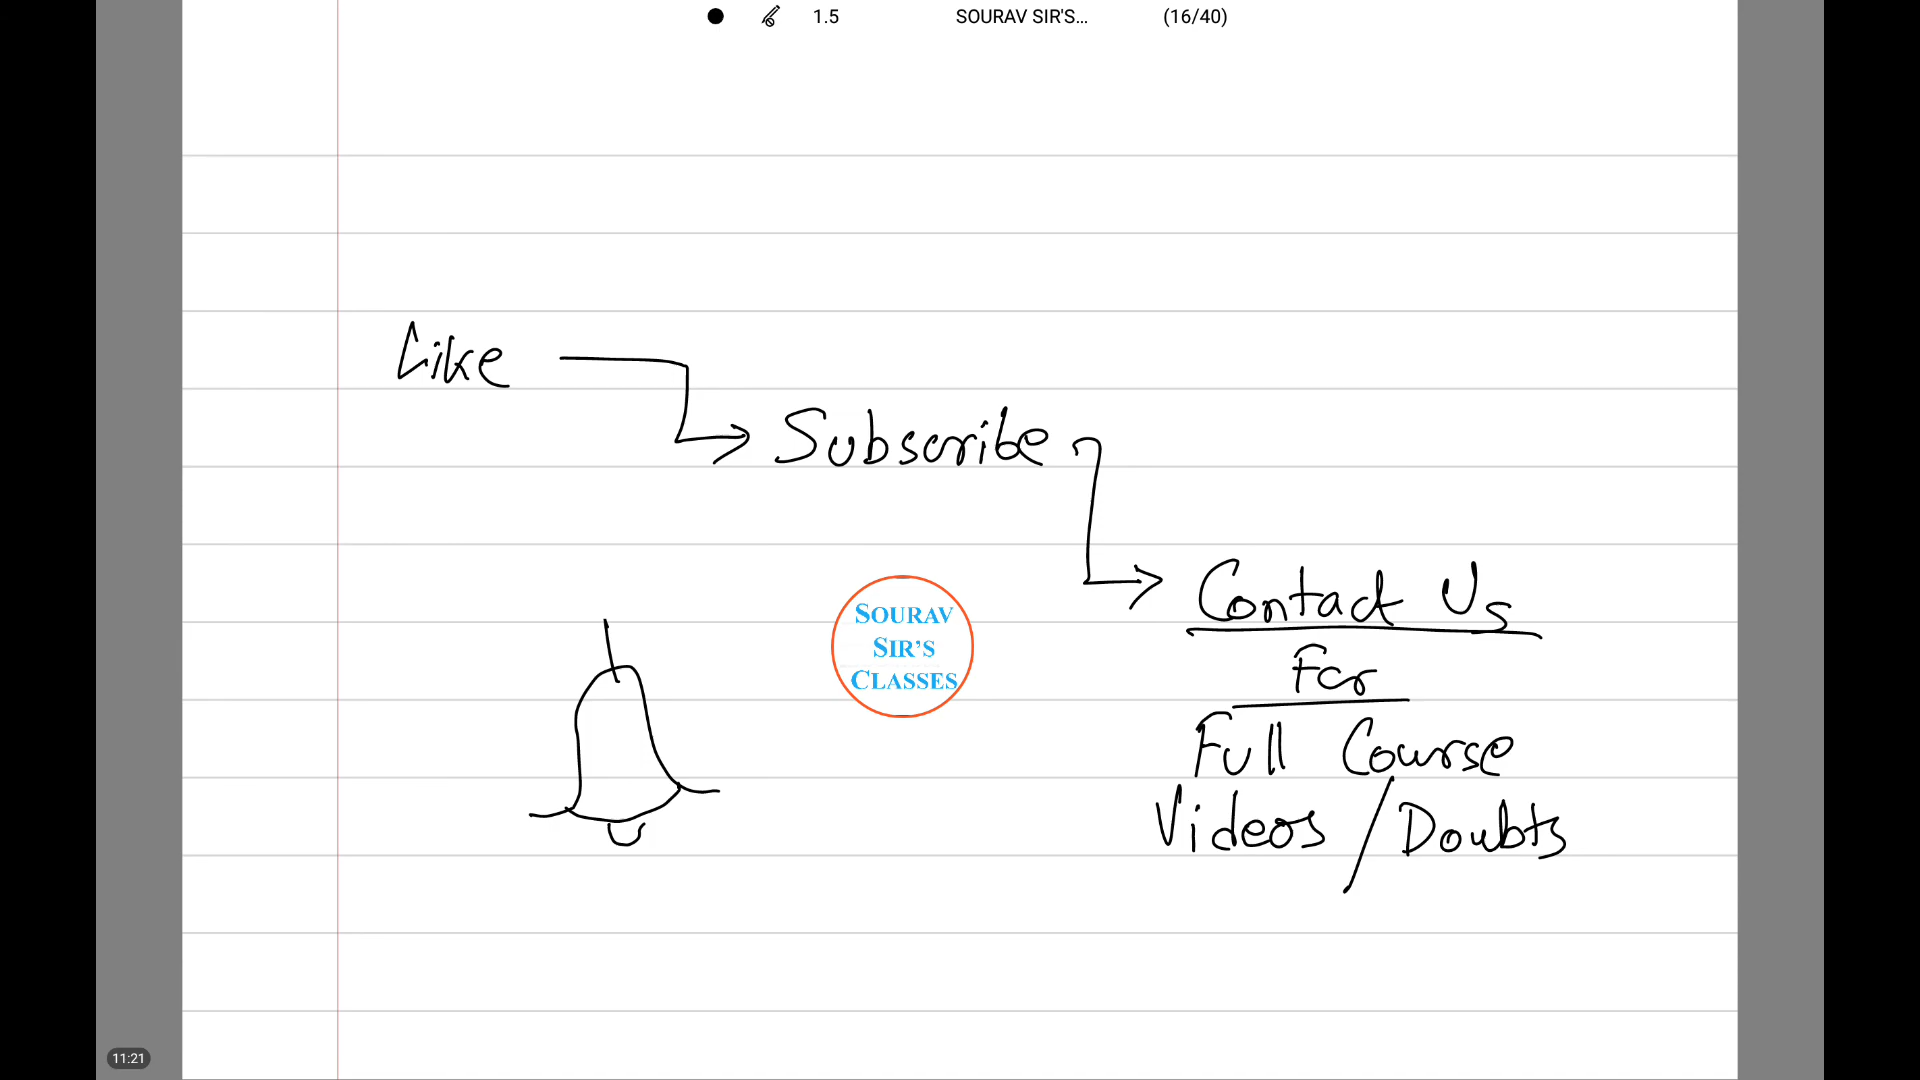 1.5 SOURAV SIR'S... (16/40)
Like
Subscribe
Contact Us
For
Full Course
Videos / Doubts
SOURAV
SIR'S
CLASSES
11:21